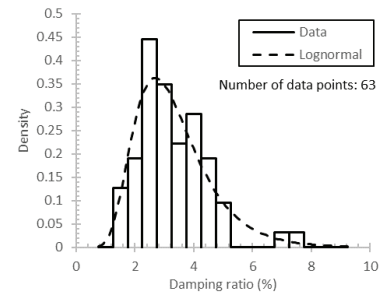 0.5
0.45
0.4
0.35
0.3
0.25
0.2
0.15
0.1
0.05
0
Density
Data
Lognormal
Number of data points: 63
0 2 4 6 8 10
Damping ratio (%)